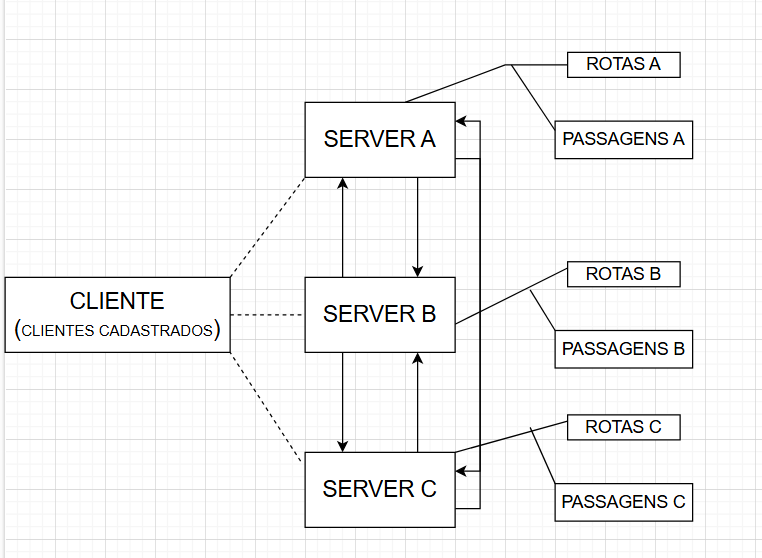 ROTAS A
SERVER A
PASSAGENS A
CLIENTE
(CLIENTES CADASTRADOS)
SERVER B
ROTAS B
PASSAGENS B
ROTAS C
SERVER C
PASSAGENS C